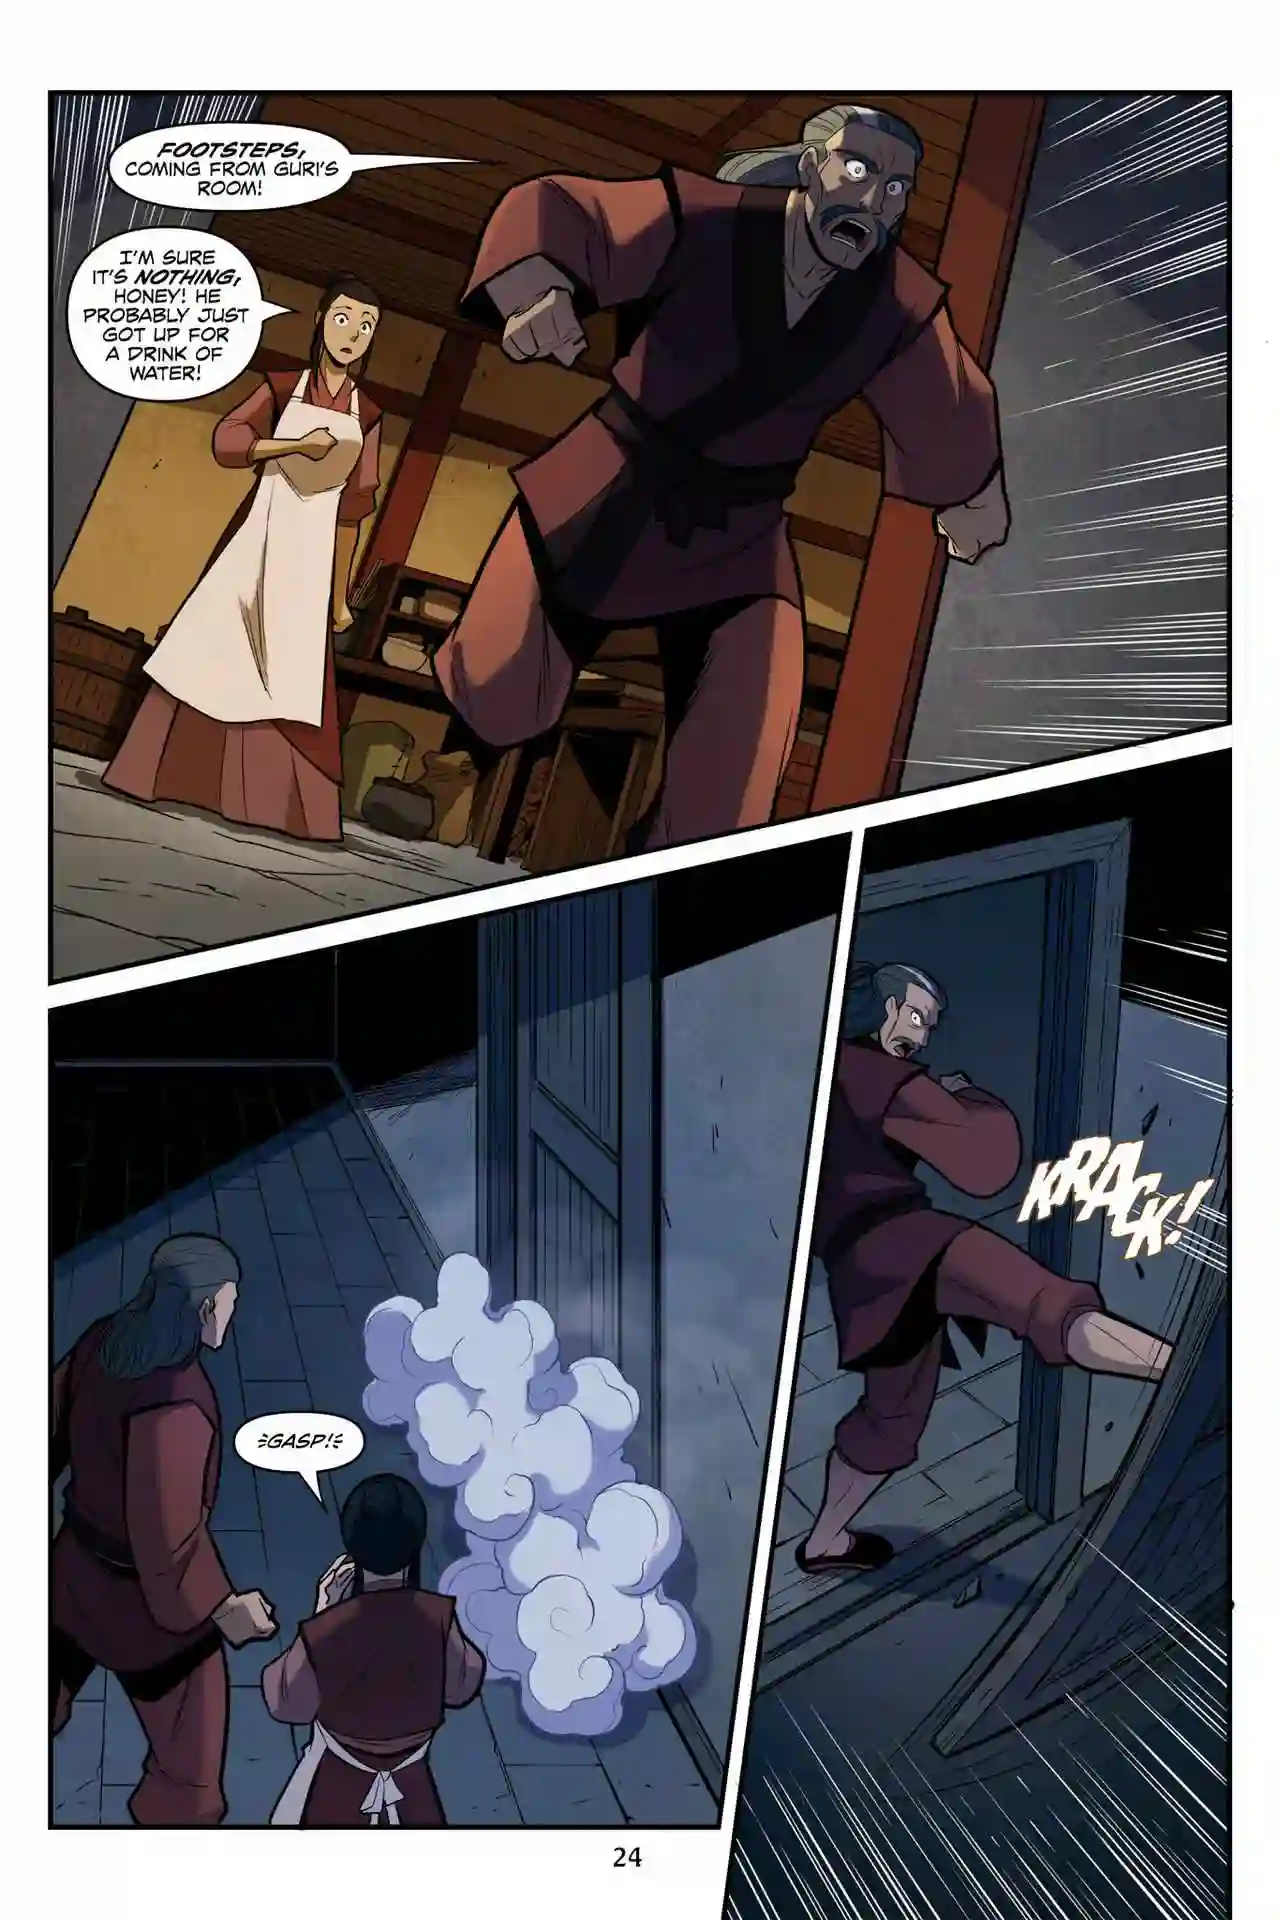 FOOTSTEPS,
COMING FROM GURI'S
ROOM!
I'M SURE
IT'S NOTHING,
HONEY! HE
PROBABLY JUST
GOT UP FOR
A DRINK OF
WATER!
GASP!
KRACK!
24